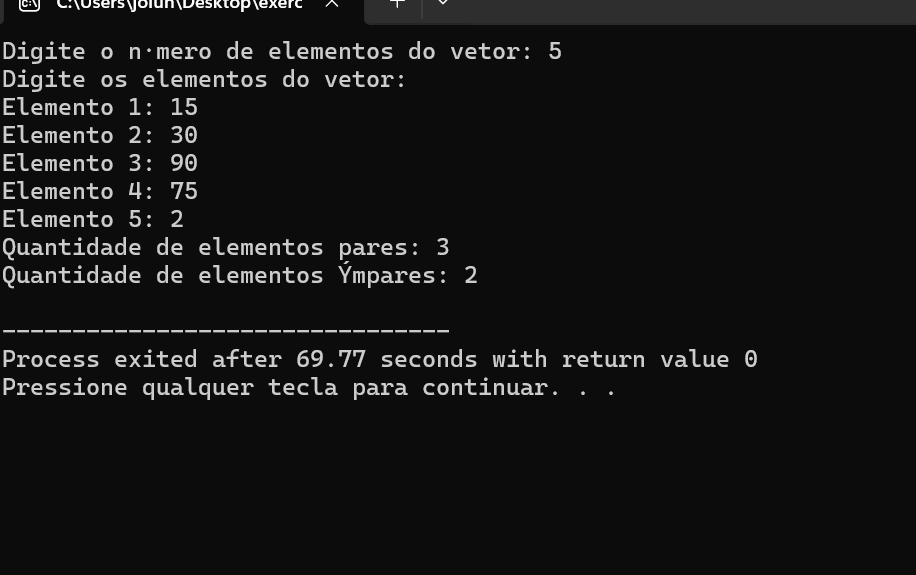 C:\Users\jolun\Desktop\exerc
Digite o n·mero de elementos do vetor: 5
Digite os elementos do vetor:
Elemento 1: 15
Elemento 2: 30
Elemento 3: 90
Elemento 4: 75
Elemento 5: 2
Quantidade de elementos pares: 3
Quantidade de elementos Ýmpares: 2
--------------------------------
Process exited after 69.77 seconds with return value 0
Pressione qualquer tecla para continuar. . .